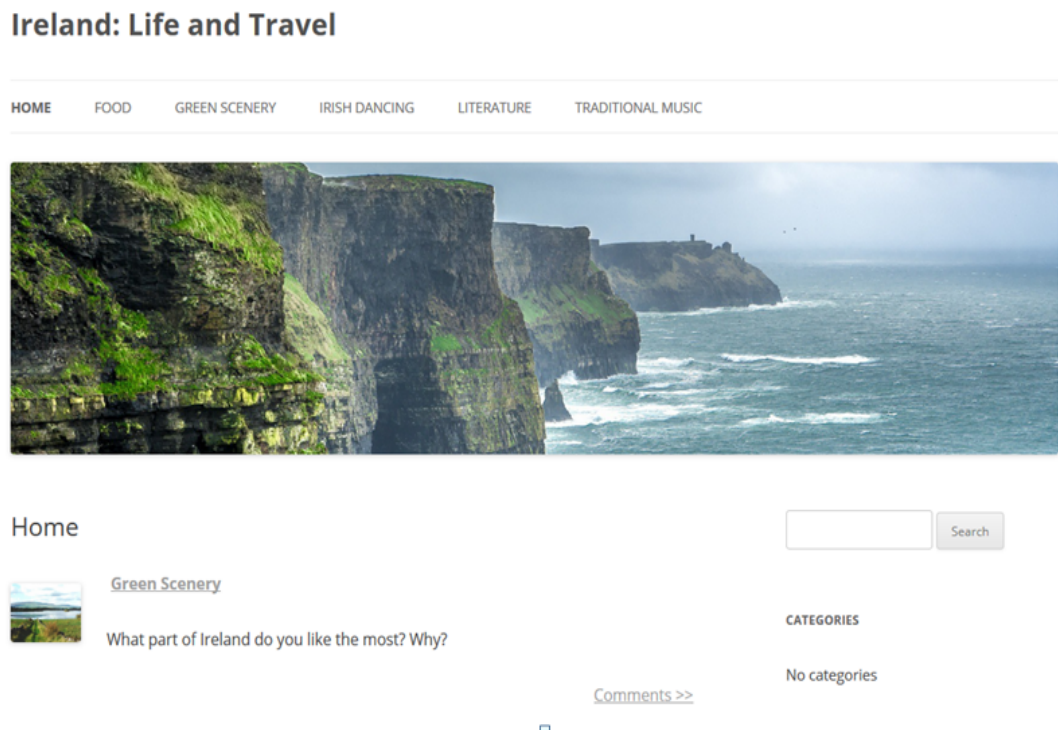 Ireland: Life and Travel
HOME FOOD GREEN SCENERY IRISH DANCING LITERATURE TRADITIONAL MUSIC
Home
Search
Green Scenery
What part of Ireland do you like the most? Why?
Comments >>
CATEGORIES
No categories